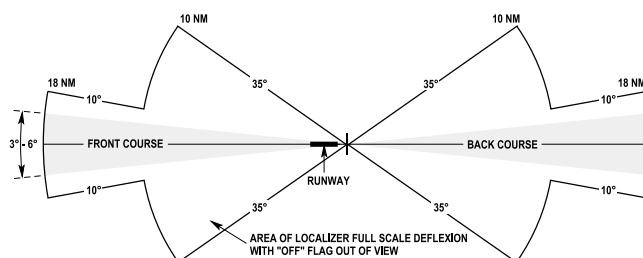 10 NM
10 NM
18 NM
18 NM
10°
35°
35°
10°
3° - 6°
FRONT COURSE
BACK COURSE
RUNWAY
10°
35°
35°
10°
AREA OF LOCALIZER FULL SCALE DEFLEXION
WITH "OFF" FLAG OUT OF VIEW